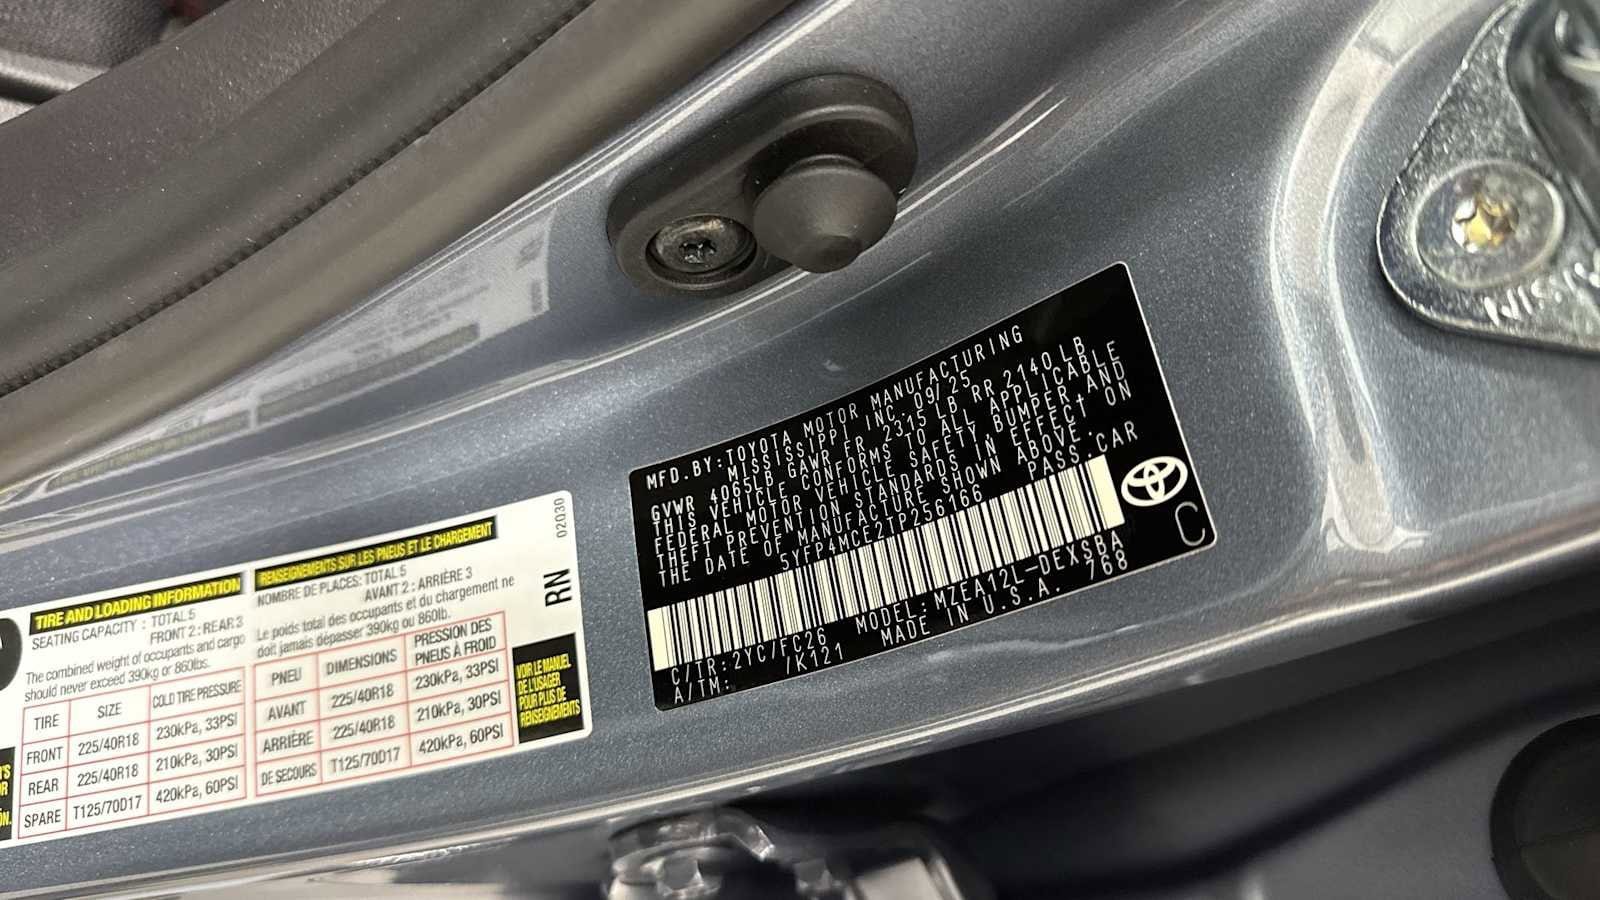 TIRE AND LOADING INFORMATION
SEATING CAPACITY : TOTAL 5
FRONT 2 : REAR 3
The combined weight of occupants and cargo
should never exceed 390kg or 860lbs.
TIRE SIZE COLD TIRE PRESSURE
FRONT 225/40R18 230kPa, 33PSI
REAR 225/40R18 210kPa, 30PSI
SPARE T125/70D17 420kPa, 60PSI
RENSEIGNEMENTS SUR LES PNEUS ET LE CHARGEMENT
NOMBRE DE PLACES: TOTAL 5
AVANT 2 : ARRIÈRE 3
Le poids total des occupants et du chargement ne
doit jamais dépasser 390kg ou 860lb.
PNEU DIMENSIONS PRESSION DES PNEUS À FROID
AVANT 225/40R18 230kPa, 33PSI
ARRIÈRE 225/40R18 210kPa, 30PSI
DE SECOURS T125/70D17 420kPa, 60PSI
02D30
RN
VOIR LE MANUEL
DE L'USAGER
POUR PLUS DE
RENSEIGNEMENTS
MFD. BY: TOYOTA MOTOR MANUFACTURING
MISSISSIPPI INC. 09/25
GVWR 4065LB GAWR FR 2315 LB RR 2140 LB
THIS VEHICLE CONFORMS TO ALL APPLICABLE
FEDERAL MOTOR VEHICLE SAFETY, BUMPER, AND
THEFT PREVENTION STANDARDS IN EFFECT ON
THE DATE OF MANUFACTURE SHOWN ABOVE.
5YFP4MCE2TP256166 PASS. CAR
C/TR: 2YC7/FC26 MODEL: MZEA12L-DEXSBA
A/TM: /K121 MADE IN U.S.A. 768
C